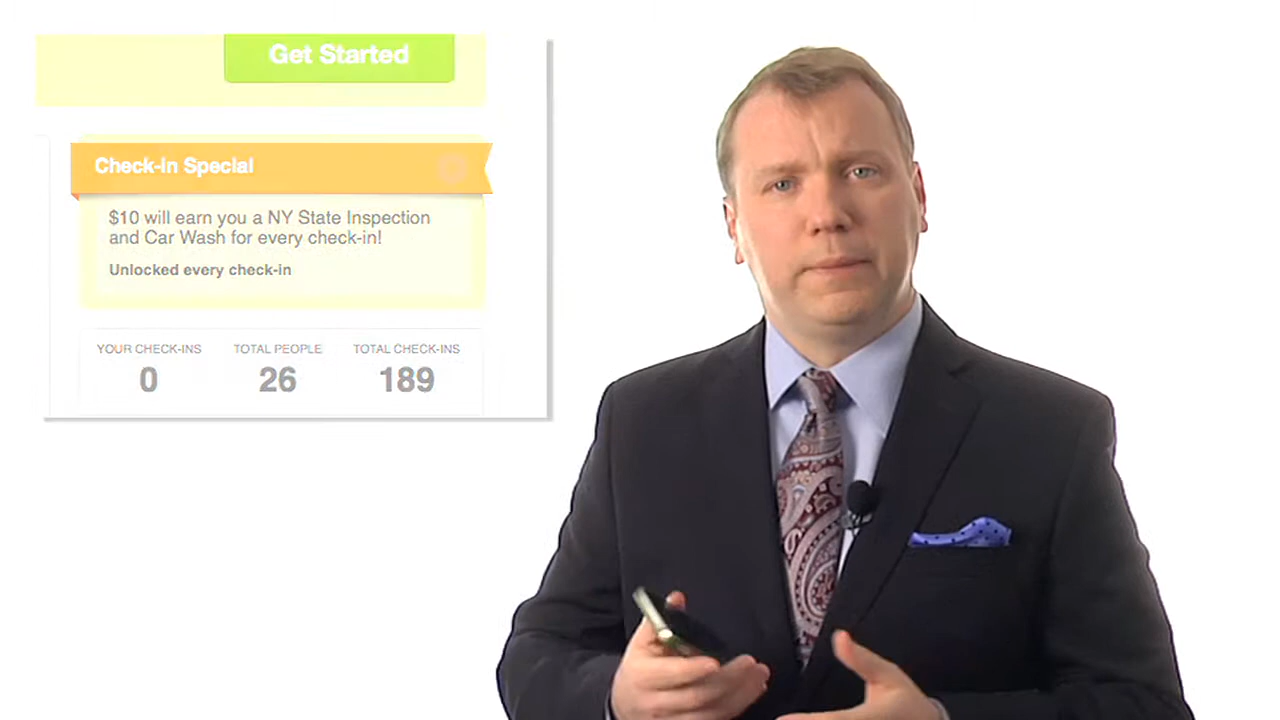 Get Started
Check-in Special
$10 will earn you a NY State Inspection
and Car Wash for every check-in!
Unlocked every check-in
YOUR CHECK-INS TOTAL PEOPLE TOTAL CHECK-INS
0 26 189